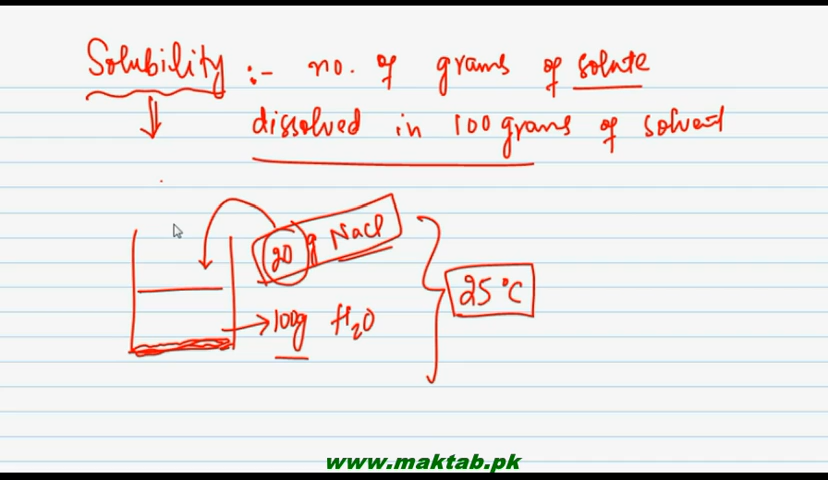 Solubility :- no. of grams of solute
dissolved in 100 grams of solvent
20 g NaCl
25°C
100g H₂O
www.maktab.pk